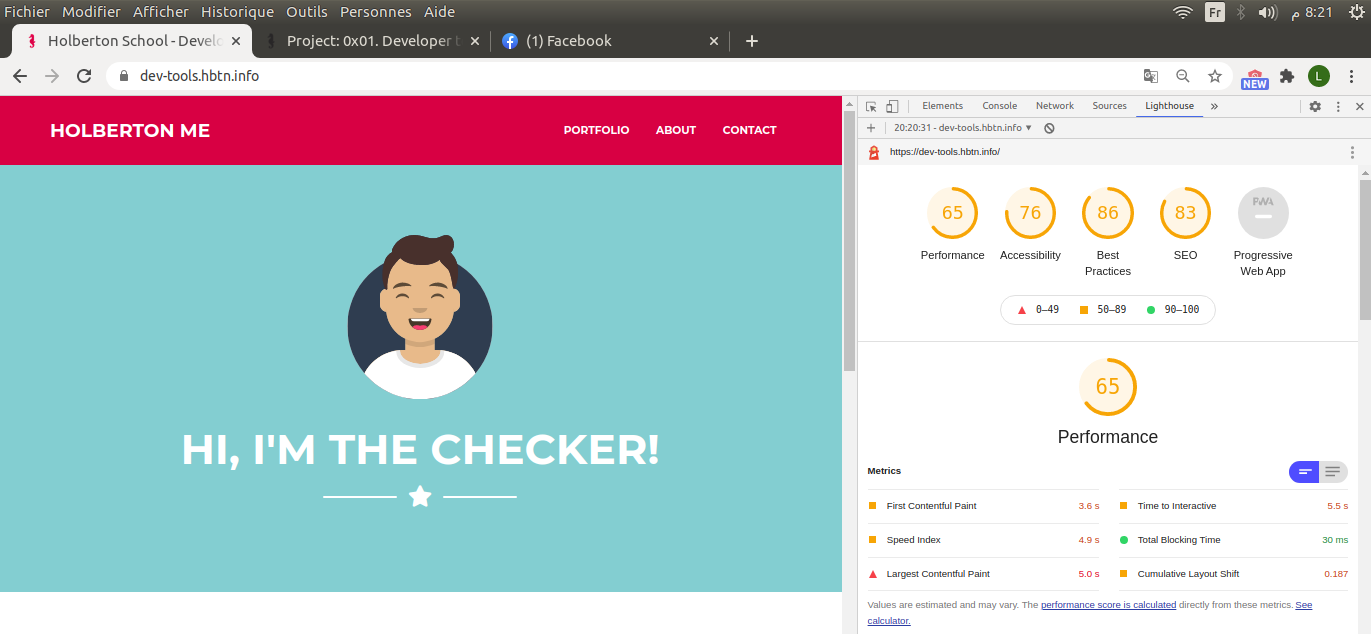 Fichier Modifier Afficher Historique Outils Personnes Aide
Fr م 8:21
Holberton School - Develo
Project: 0x01. Developer t
(1) Facebook
dev-tools.hbtn.info
NEW
L
HOLBERTON ME
PORTFOLIO ABOUT CONTACT
HI, I'M THE CHECKER!
Elements Console Network Sources Lighthouse
20:20:31 - dev-tools.hbtn.info
https://dev-tools.hbtn.info/
65 76 86 83 PWA
Performance Accessibility Best Practices SEO Progressive Web App
0–49 50–89 90–100
65
Performance
Metrics
First Contentful Paint 3.6 s
Time to Interactive 5.5 s
Speed Index 4.9 s
Total Blocking Time 30 ms
Largest Contentful Paint 5.0 s
Cumulative Layout Shift 0.187
Values are estimated and may vary. The performance score is calculated directly from these metrics. See
calculator.